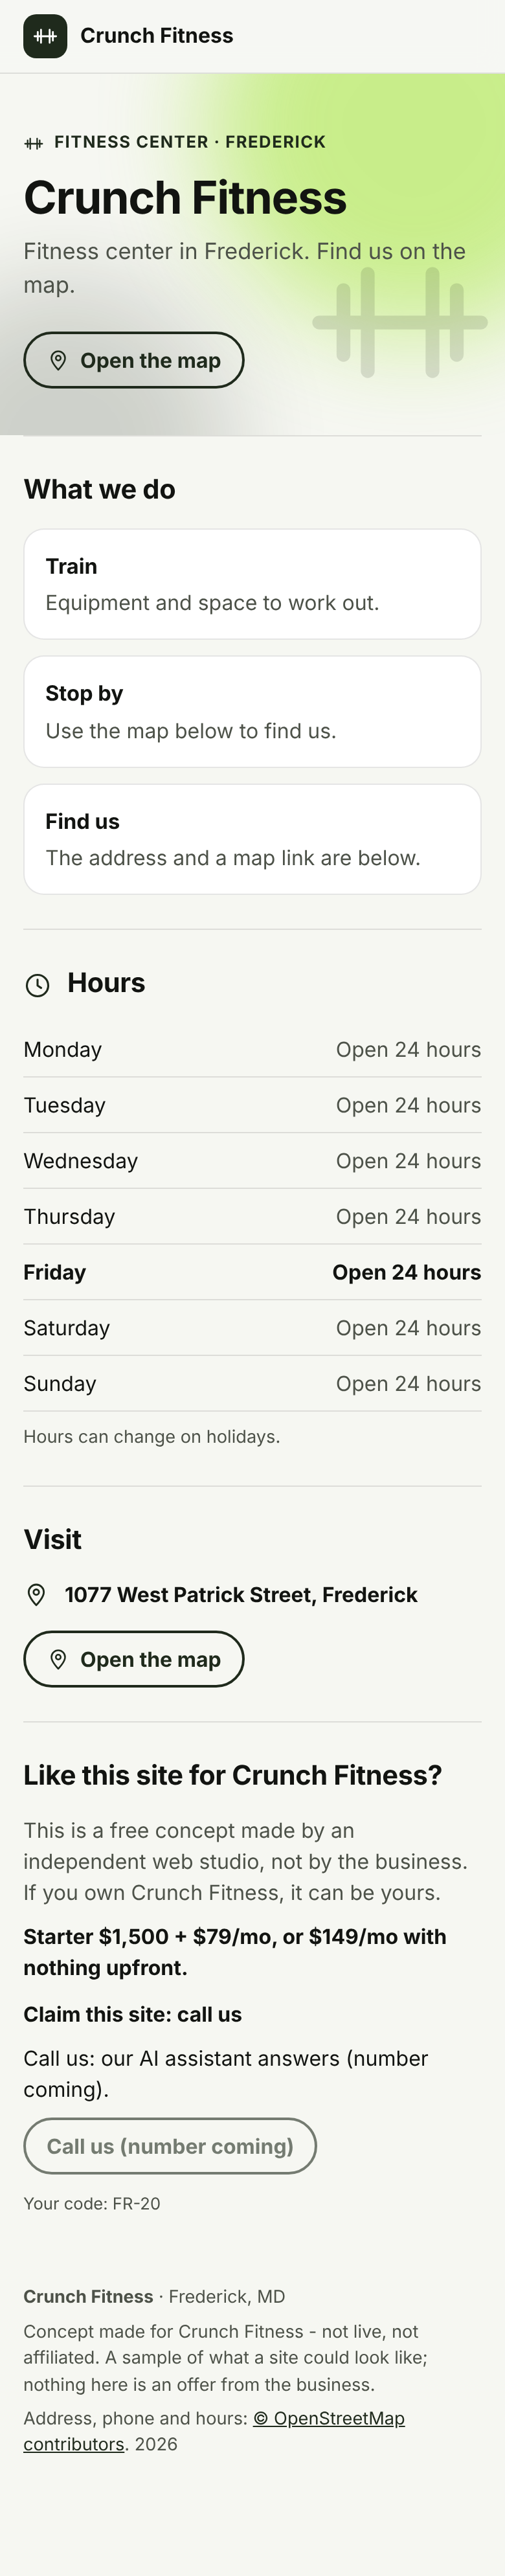 Crunch Fitness
FITNESS CENTER · FREDERICK
Crunch Fitness
Fitness center in Frederick. Find us on the
map.
Open the map
What we do
Train
Equipment and space to work out.
Stop by
Use the map below to find us.
Find us
The address and a map link are below.
Hours
Monday Open 24 hours
Tuesday Open 24 hours
Wednesday Open 24 hours
Thursday Open 24 hours
Friday Open 24 hours
Saturday Open 24 hours
Sunday Open 24 hours
Hours can change on holidays.
Visit
1077 West Patrick Street, Frederick
Open the map
Like this site for Crunch Fitness?
This is a free concept made by an
independent web studio, not by the business.
If you own Crunch Fitness, it can be yours.
Starter $1,500 + $79/mo, or $149/mo with
nothing upfront.
Claim this site: call us
Call us: our AI assistant answers (number
coming).
Call us (number coming)
Your code: FR-20
Crunch Fitness · Frederick, MD
Concept made for Crunch Fitness - not live, not
affiliated. A sample of what a site could look like;
nothing here is an offer from the business.
Address, phone and hours: © OpenStreetMap
contributors. 2026